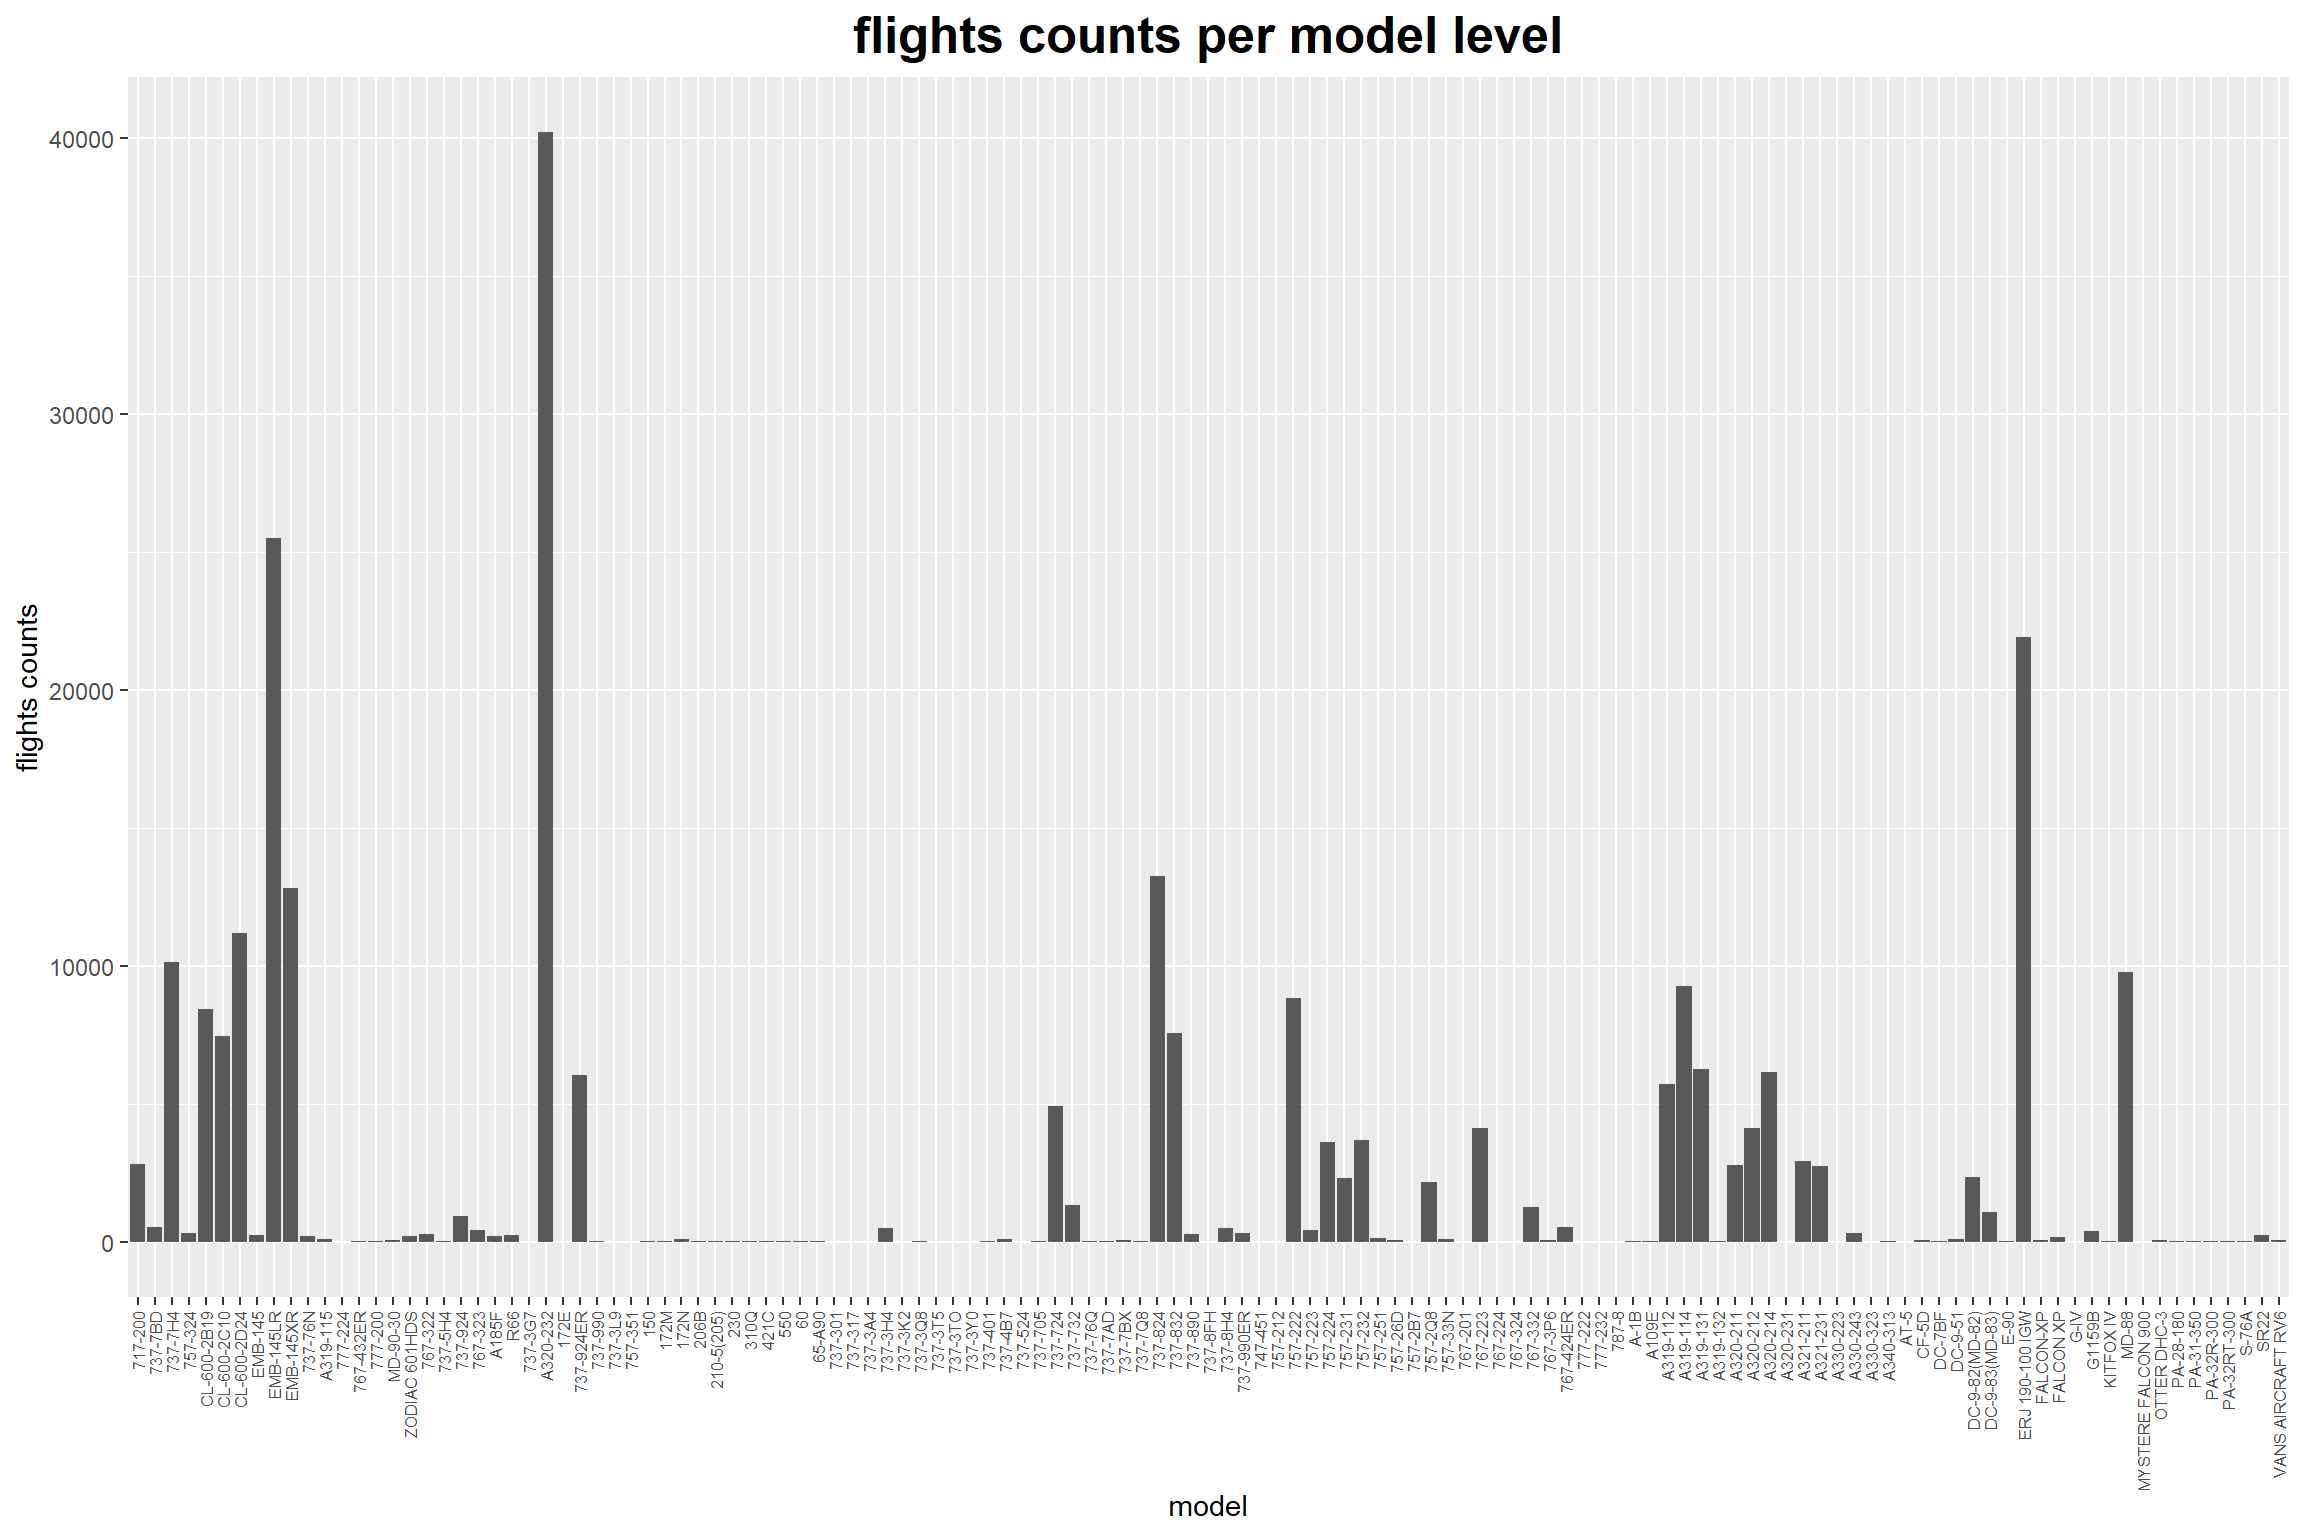 flights counts per model level
flights counts
40000
30000
20000
10000
0
717-200
737-7BD
737-7H4
757-324
CL-600-2B19
CL-600-2C10
CL-600-2D24
EMB-145
EMB-145LR
EMB-145XR
737-76N
A319-115
777-224
767-432ER
777-200
MD-90-30
ZODIAC 601HDS
767-322
737-5H4
737-924
767-323
A185F
R66
737-3G7
A320-232
172E
737-924ER
737-990
737-3L9
757-351
150
172M
172N
206B
210-5(205)
230
310Q
421C
550
60
65-A90
737-301
737-317
737-3A4
737-3H4
737-3K2
737-3Q8
737-3T5
737-3TO
737-3Y0
737-401
737-4B7
737-524
737-705
737-724
737-732
737-76Q
737-7AD
737-7BX
737-7Q8
737-824
737-832
737-890
737-8FH
737-8H4
737-990ER
747-451
757-212
757-222
757-223
757-224
757-231
757-232
757-251
757-26D
757-2B7
757-2Q8
757-33N
767-201
767-223
767-224
767-324
767-332
767-3P6
767-424ER
777-222
777-232
787-8
A-1B
A109E
A319-112
A319-114
A319-131
A319-132
A320-211
A320-212
A320-214
A320-231
A321-211
A321-231
A330-223
A330-243
A330-323
A340-313
AT-5
CF-5D
DC-7BF
DC-9-51
DC-9-82(MD-82)
DC-9-83(MD-83)
E-90
ERJ 190-100 IGW
FALCON-XP
FALCON XP
G-IV
G1159B
KITFOX IV
MD-88
MYSTERE FALCON 900
OTTER DHC-3
PA-28-180
PA-31-350
PA-32R-300
PA-32RT-300
S-76A
SR22
VANS AIRCRAFT RV6
model